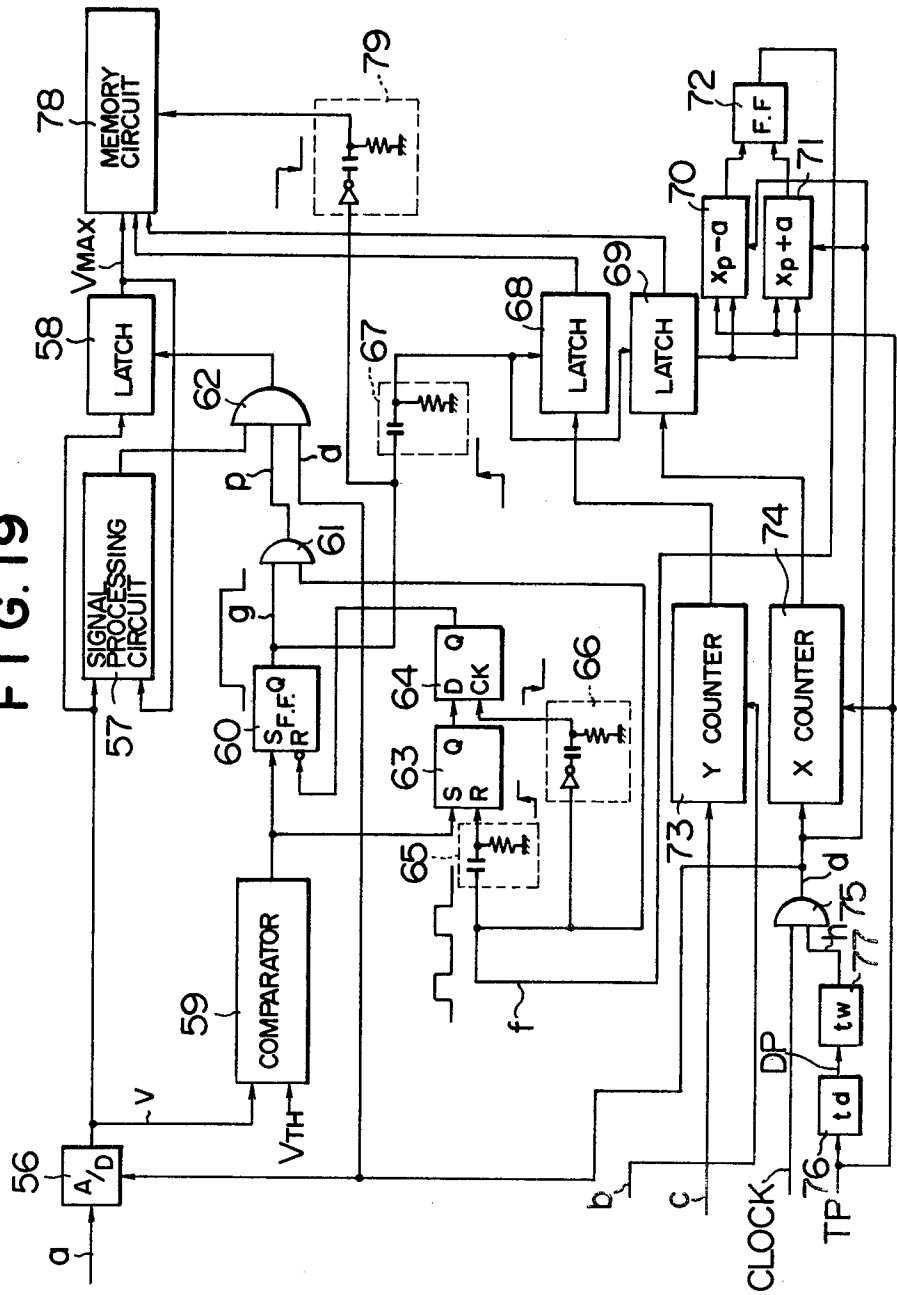 FIG.19
78
MEMORY
CIRCUIT
VMAX
79
58
LATCH
62
57
SIGNAL
PROCESSING
CIRCUIT
p
d
61
67
g
60
S F.F. Q
R
64
D Q
CK
63
S Q
R
65
66
68
LATCH
69
LATCH
70
Xp-a
71
Xp+a
72
F.F
59
COMPARATOR
V
VTH
56
A/D
a
f
73
Y COUNTER
74
X COUNTER
d
75
h
77
tw
DP
td
76
b
c
CLOCK
TP